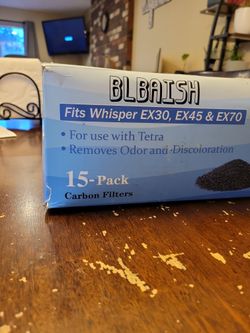 BLBAISH
Fits Whisper EX30, EX45 & EX70
• For use with Tetra
• Removes Odor and Discoloration
15-Pack
Carbon Filters